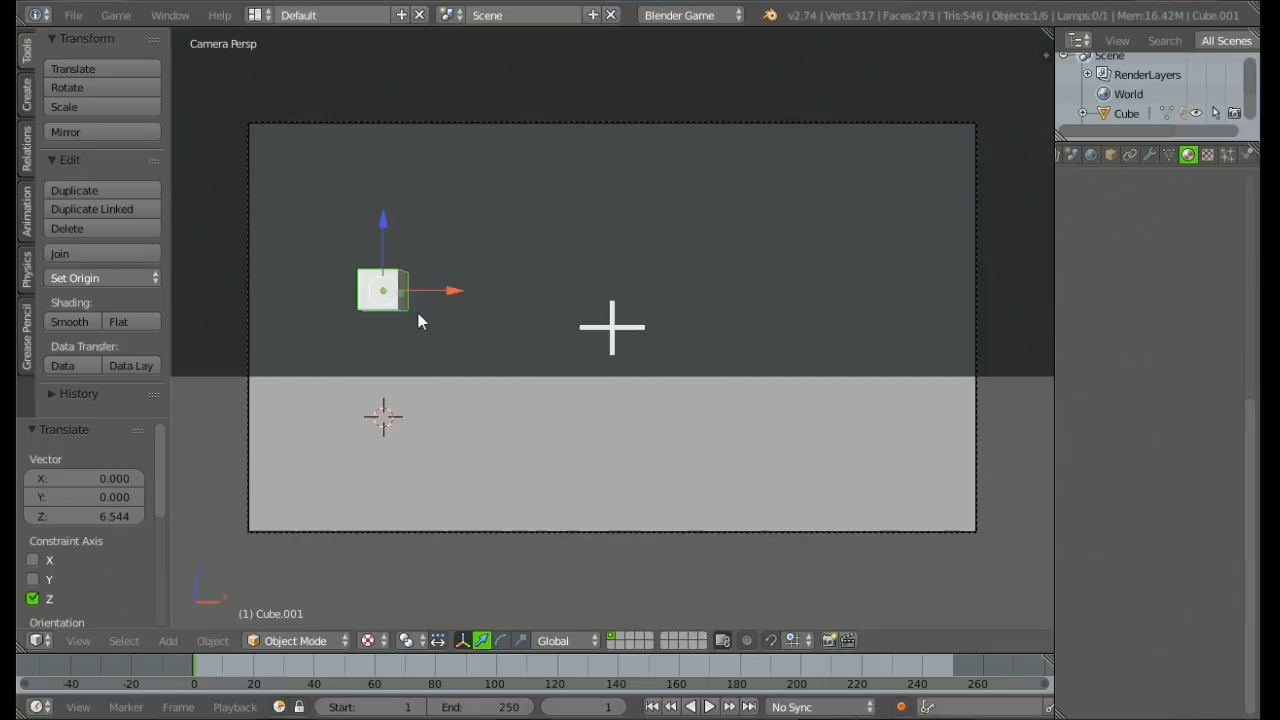 File Game Window Help Default Scene Blender Game v2.74 | Verts:317 | Faces:273 | Tris:546 | Objects:1/6 | Lamps:0/1 | Mem:16.42M | Cube.001
Transform
Translate
Rotate
Scale
Mirror
Edit
Duplicate
Duplicate Linked
Delete
Join
Set Origin
Shading:
Smooth Flat
Data Transfer:
Data Data Lay
History
Translate
Vector
X: 0.000
Y: 0.000
Z: 6.544
Constraint Axis
X
Y
Z
Orientation
Tools
Create
Relations
Animation
Physics
Grease Pencil
Camera Persp
(1) Cube.001
View Search All Scenes
Scene
RenderLayers
World
Cube
View Select Add Object Object Mode Global
-40 -20 0 20 40 60 80 100 120 140 160 180 200 220 240 260
View Marker Frame Playback Start: 1 End: 250 1 No Sync